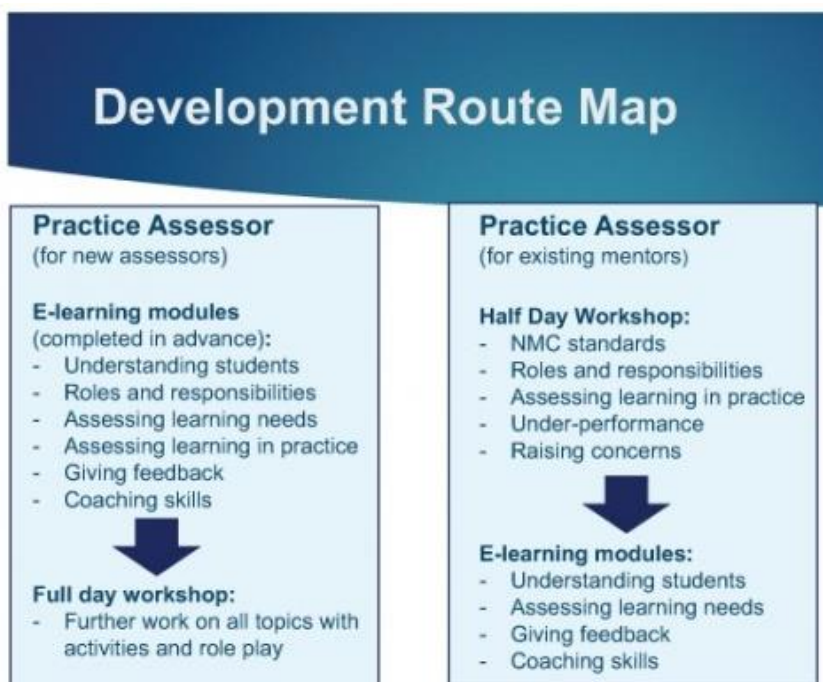 Development Route Map
Practice Assessor
(for new assessors)
E-learning modules
(completed in advance):
- Understanding students
- Roles and responsibilities
- Assessing learning needs
- Assessing learning in practice
- Giving feedback
- Coaching skills
Full day workshop:
- Further work on all topics with
activities and role play
Practice Assessor
(for existing mentors)
Half Day Workshop:
- NMC standards
- Roles and responsibilities
- Assessing learning in practice
- Under-performance
- Raising concerns
E-learning modules:
- Understanding students
- Assessing learning needs
- Giving feedback
- Coaching skills